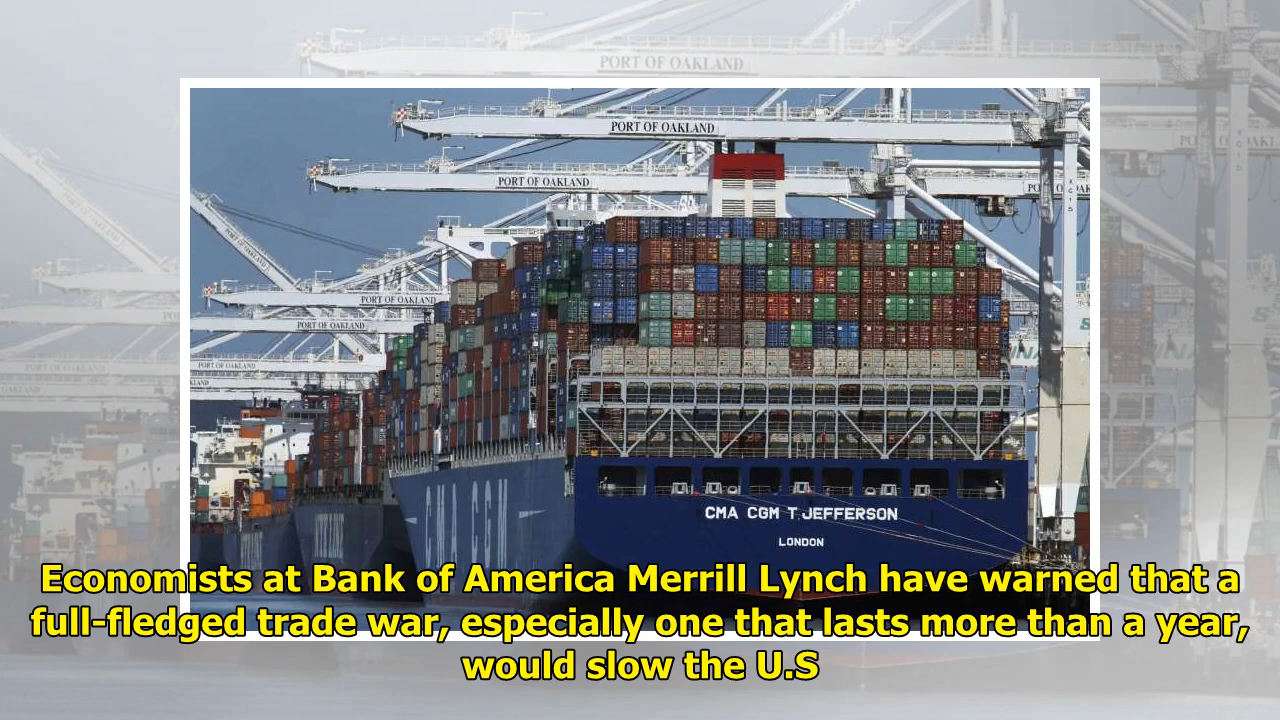 PORT OF OAKLAND
PORT OF OAKLAND
PORT OF OAKLAND
PORT OF OAKLAND
PORT OF OAKLAND
PORT OF OAKLAND
CMA CGM
CMA CGM T.JEFFERSON
LONDON
Economists at Bank of America Merrill Lynch have warned that a
full-fledged trade war, especially one that lasts more than a year,
would slow the U.S